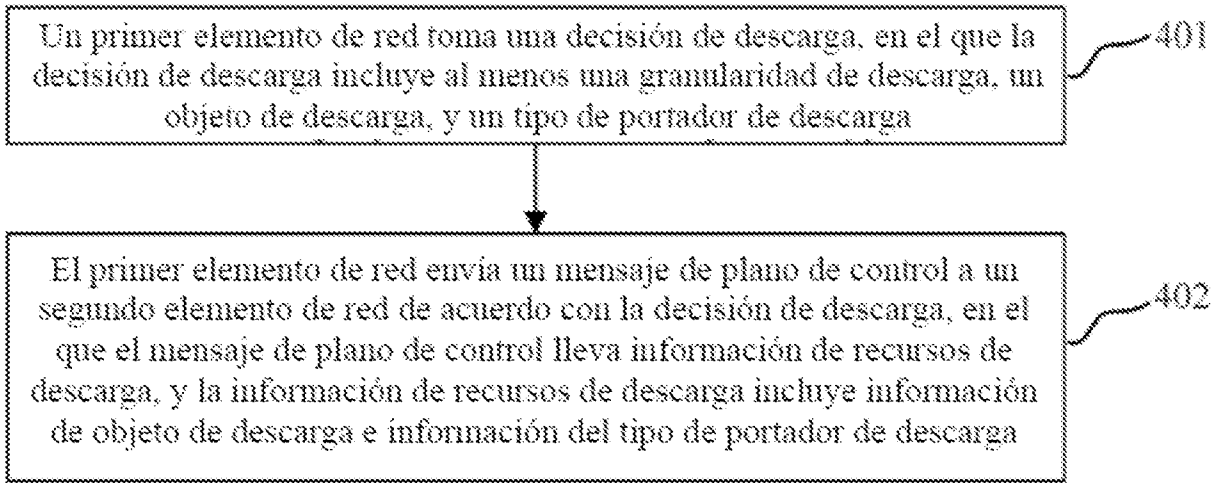 Un primer elemento de red toma una decisión de descarga, en el que la
decisión de descarga incluye al menos una granularidad de descarga, un
objeto de descarga, y un tipo de portador de descarga
401
El primer elemento de red envía un mensaje de plano de control a un
segundo elemento de red de acuerdo con la decisión de descarga, en el
que el mensaje de plano de control lleva información de recursos de
descarga, y la información de recursos de descarga incluye información
de objeto de descarga e información del tipo de portador de descarga
402